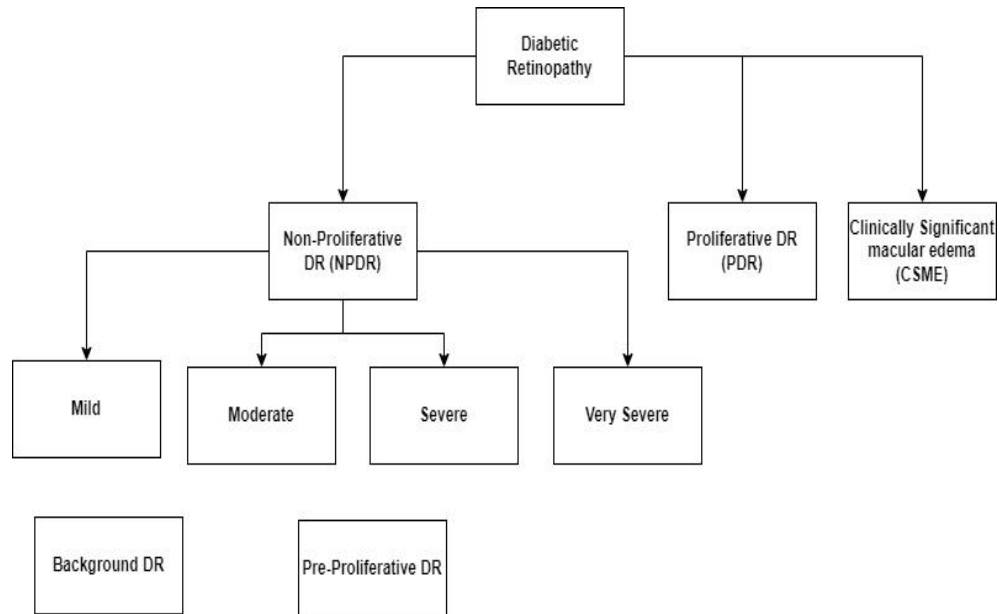 Diabetic
Retinopathy
Non-Proliferative
DR (NPDR)
Proliferative DR
(PDR)
Clinically Significant
macular edema
(CSME)
Mild
Moderate
Severe
Very Severe
Background DR
Pre-Proliferative DR